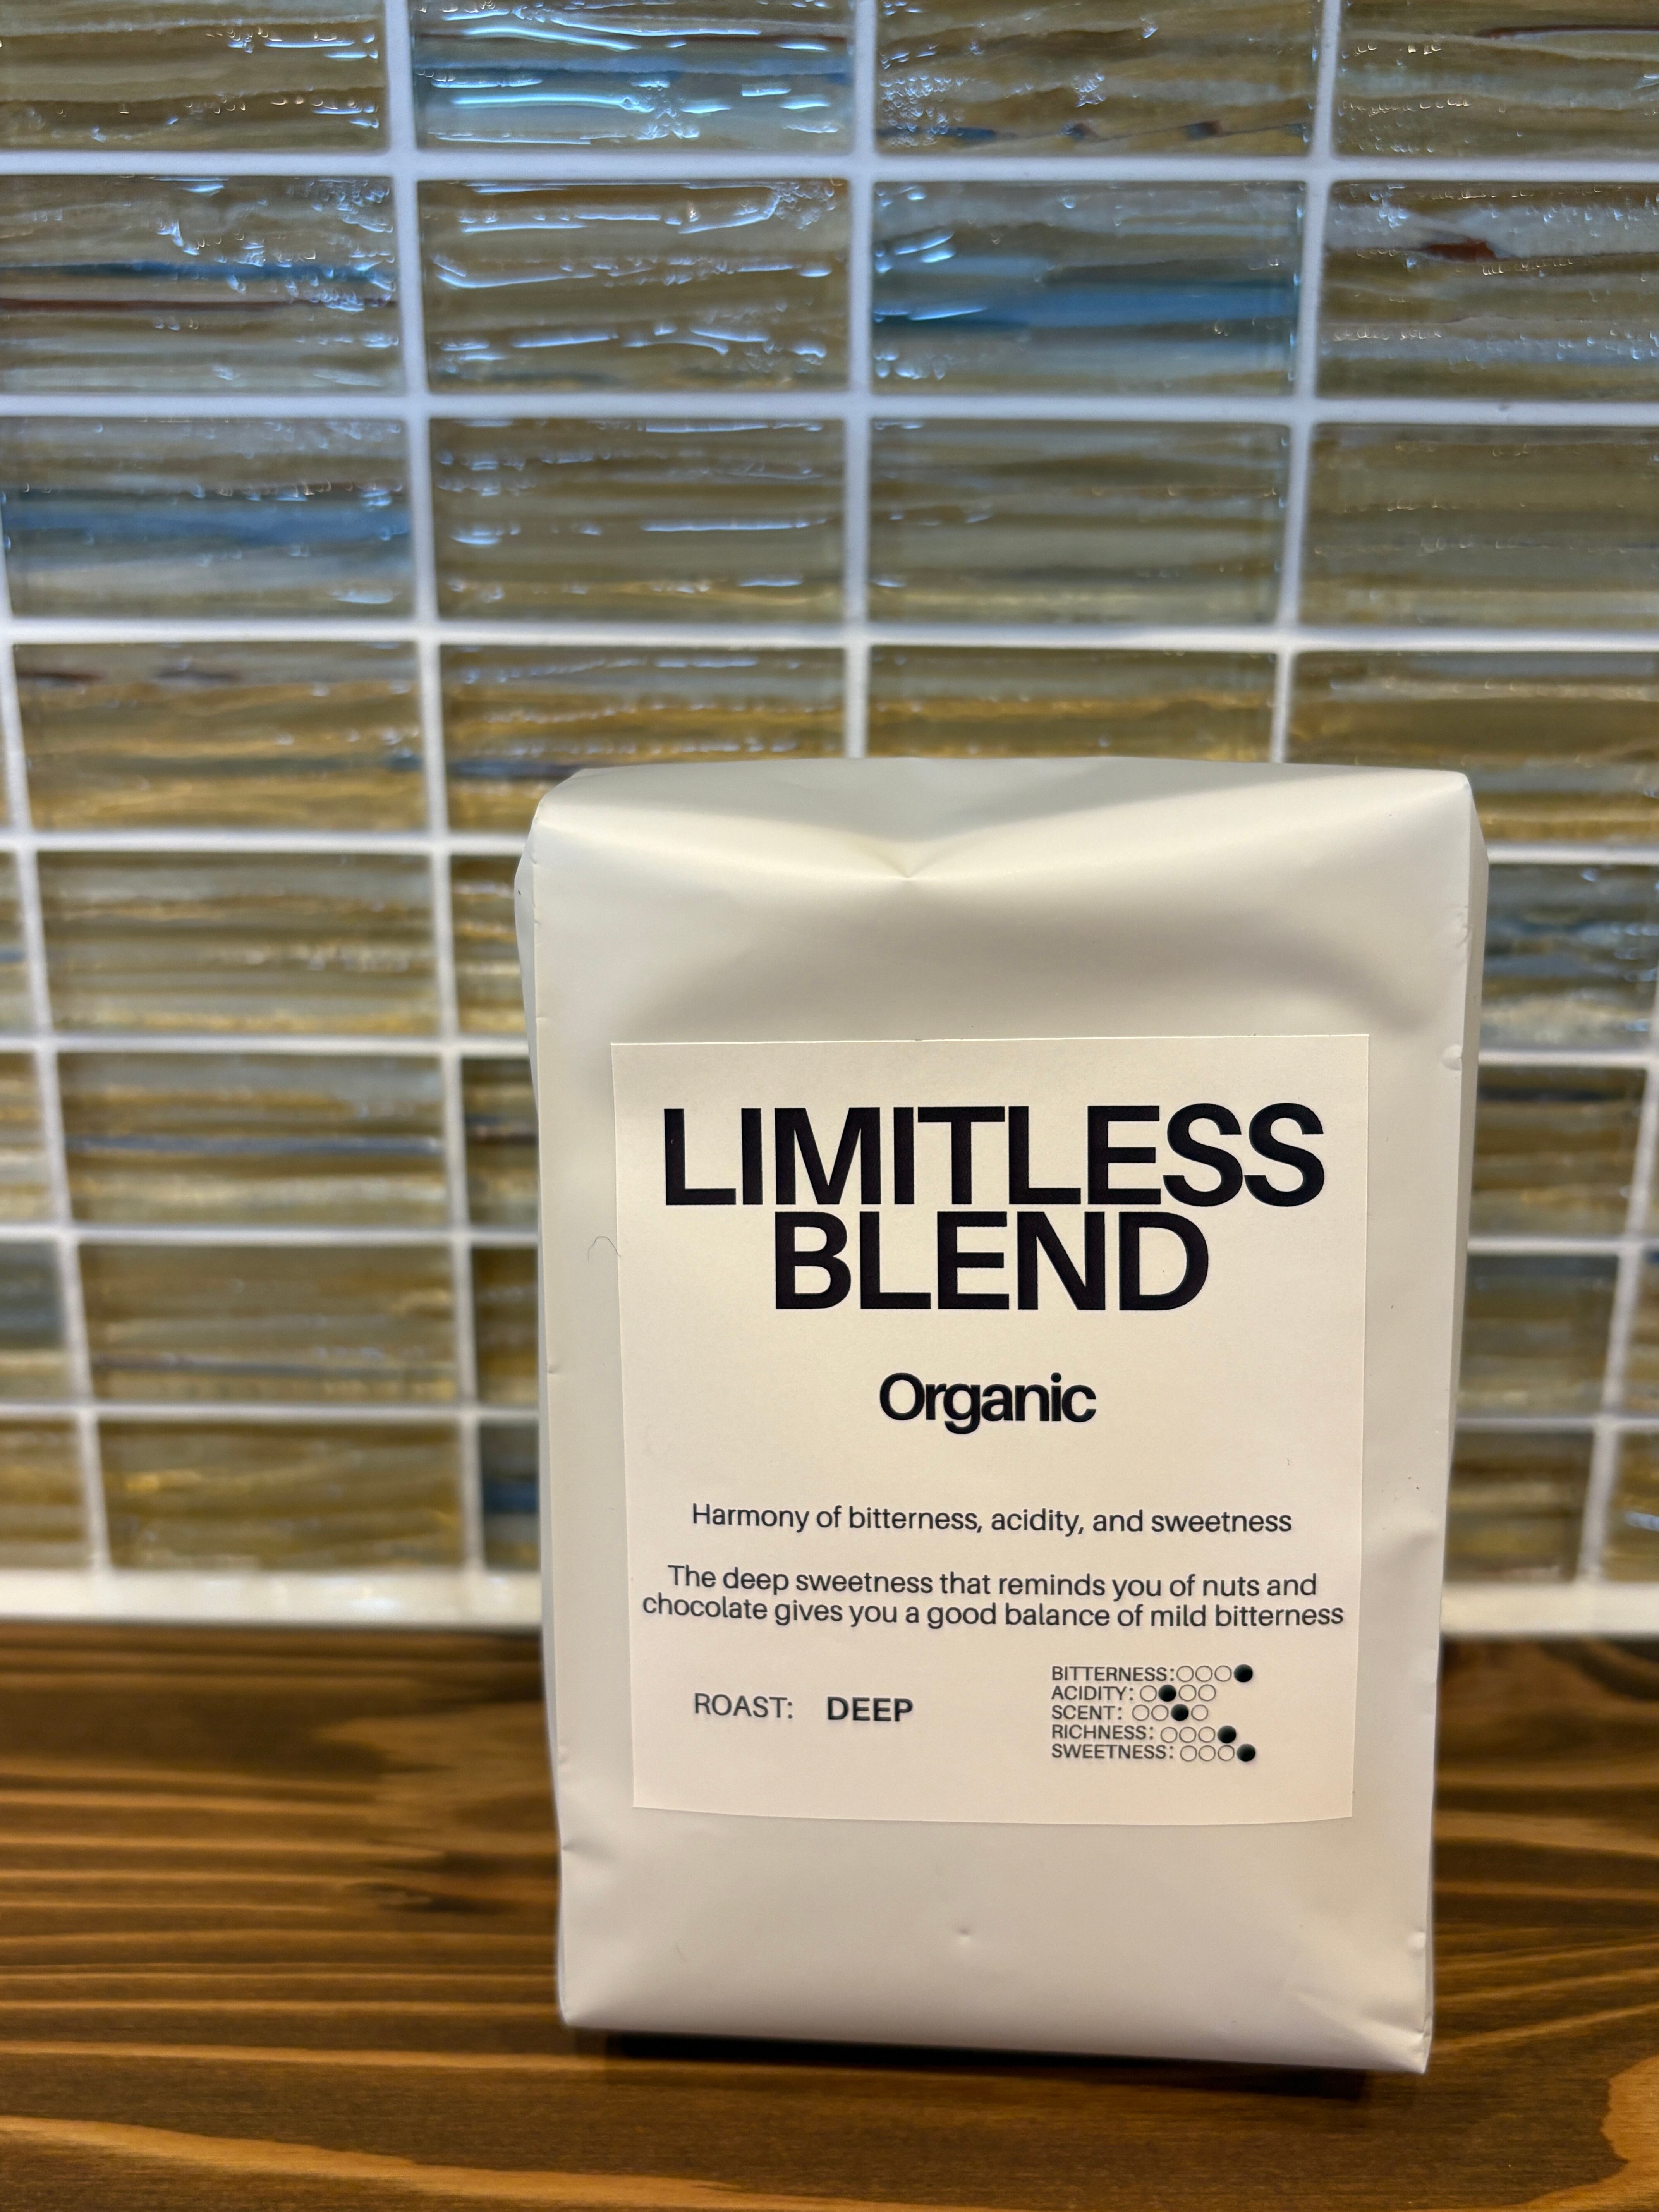 LIMITLESS
BLEND
Organic
Harmony of bitterness, acidity, and sweetness
The deep sweetness that reminds you of nuts and
chocolate gives you a good balance of mild bitterness
ROAST: DEEP
BITTERNESS:○○○●
ACIDITY: ○●○○
SCENT: ○○●○
RICHNESS: ○○○●
SWEETNESS: ○○○●